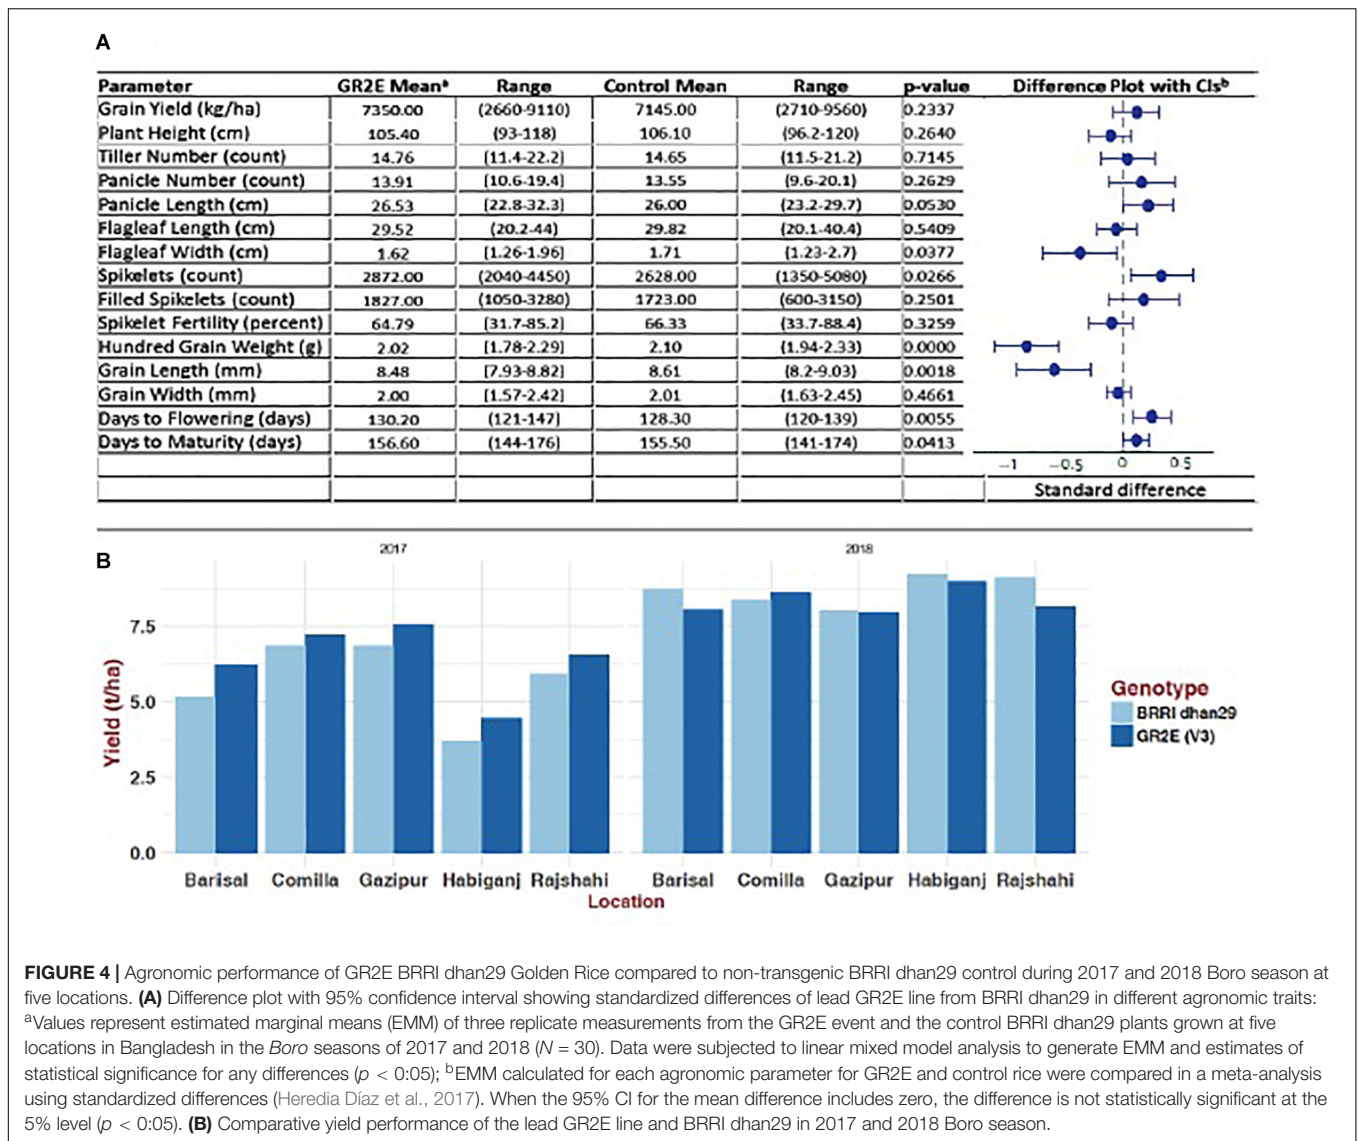 A
Parameter GR2E Meanᵃ Range Control Mean Range p-value Difference Plot with CIsᵇ
Grain Yield (kg/ha) 7350.00 (2660-9110) 7145.00 (2710-9560) 0.2337
Plant Height (cm) 105.40 (93-118) 106.10 (96.2-120) 0.2640
Tiller Number (count) 14.76 (11.4-22.2) 14.65 (11.5-21.2) 0.7145
Panicle Number (count) 13.91 (10.6-19.4) 13.55 (9.6-20.1) 0.2629
Panicle Length (cm) 26.53 (22.8-32.3) 26.00 (23.2-29.7) 0.0530
Flagleaf Length (cm) 29.52 (20.2-44) 29.82 (20.1-40.4) 0.5409
Flagleaf Width (cm) 1.62 (1.26-1.96) 1.71 (1.23-2.7) 0.0377
Spikelets (count) 2872.00 (2040-4450) 2628.00 (1350-5080) 0.0266
Filled Spikelets (count) 1827.00 (1050-3280) 1723.00 (600-3150) 0.2501
Spikelet Fertility (percent) 64.79 (31.7-85.2) 66.33 (33.7-88.4) 0.3259
Hundred Grain Weight (g) 2.02 (1.78-2.29) 2.10 (1.94-2.33) 0.0000
Grain Length (mm) 8.48 (7.93-8.82) 8.61 (8.2-9.03) 0.0018
Grain Width (mm) 2.00 (1.57-2.42) 2.01 (1.63-2.45) 0.4661
Days to Flowering (days) 130.20 (121-147) 128.30 (120-139) 0.0055
Days to Maturity (days) 156.60 (144-176) 155.50 (141-174) 0.0413
−1 −0.5 0 0.5
Standard difference
B
2017 2018
7.5
5.0
2.5
0.0
Yield (t/ha)
Genotype
BRRI dhan29
GR2E (V3)
Barisal Comilla Gazipur Habiganj Rajshahi Barisal Comilla Gazipur Habiganj Rajshahi
Location
FIGURE 4 | Agronomic performance of GR2E BRRI dhan29 Golden Rice compared to non-transgenic BRRI dhan29 control during 2017 and 2018 Boro season at
five locations. (A) Difference plot with 95% confidence interval showing standardized differences of lead GR2E line from BRRI dhan29 in different agronomic traits:
ᵃValues represent estimated marginal means (EMM) of three replicate measurements from the GR2E event and the control BRRI dhan29 plants grown at five
locations in Bangladesh in the Boro seasons of 2017 and 2018 (N = 30). Data were subjected to linear mixed model analysis to generate EMM and estimates of
statistical significance for any differences (p < 0:05); ᵇEMM calculated for each agronomic parameter for GR2E and control rice were compared in a meta-analysis
using standardized differences (Heredia Díaz et al., 2017). When the 95% CI for the mean difference includes zero, the difference is not statistically significant at the
5% level (p < 0:05). (B) Comparative yield performance of the lead GR2E line and BRRI dhan29 in 2017 and 2018 Boro season.